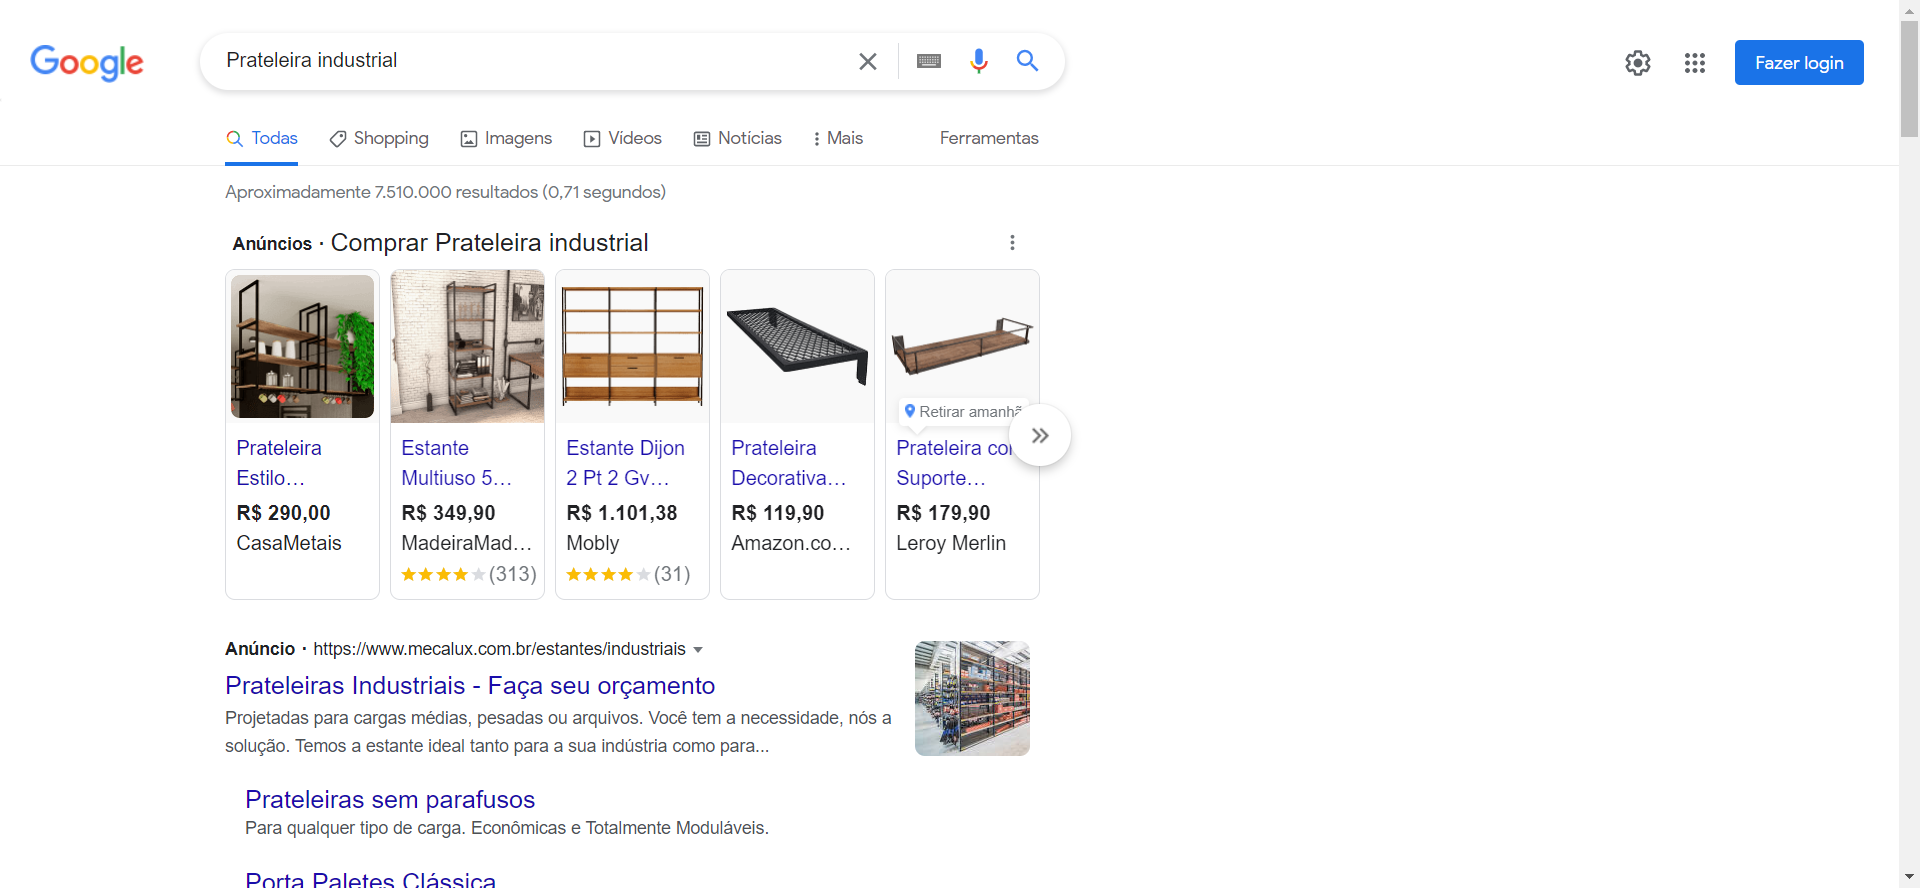 Google
Prateleira industrial
Fazer login
Todas
Shopping
Imagens
Vídeos
Notícias
Mais
Ferramentas
Aproximadamente 7.510.000 resultados (0,71 segundos)
Anúncios · Comprar Prateleira industrial
Prateleira
Estilo...
R$ 290,00
CasaMetais
Estante
Multiuso 5...
R$ 349,90
MadeiraMad...
(313)
Estante Dijon
2 Pt 2 Gv...
R$ 1.101,38
Mobly
(31)
Prateleira
Decorativa...
R$ 119,90
Amazon.co...
Retirar amanhã
Prateleira co
Suporte...
R$ 179,90
Leroy Merlin
Anúncio · https://www.mecalux.com.br/estantes/industriais
Prateleiras Industriais - Faça seu orçamento
Projetadas para cargas médias, pesadas ou arquivos. Você tem a necessidade, nós a
solução. Temos a estante ideal tanto para a sua indústria como para...
Prateleiras sem parafusos
Para qualquer tipo de carga. Econômicas e Totalmente Moduláveis.
Porta Paletes Clássica